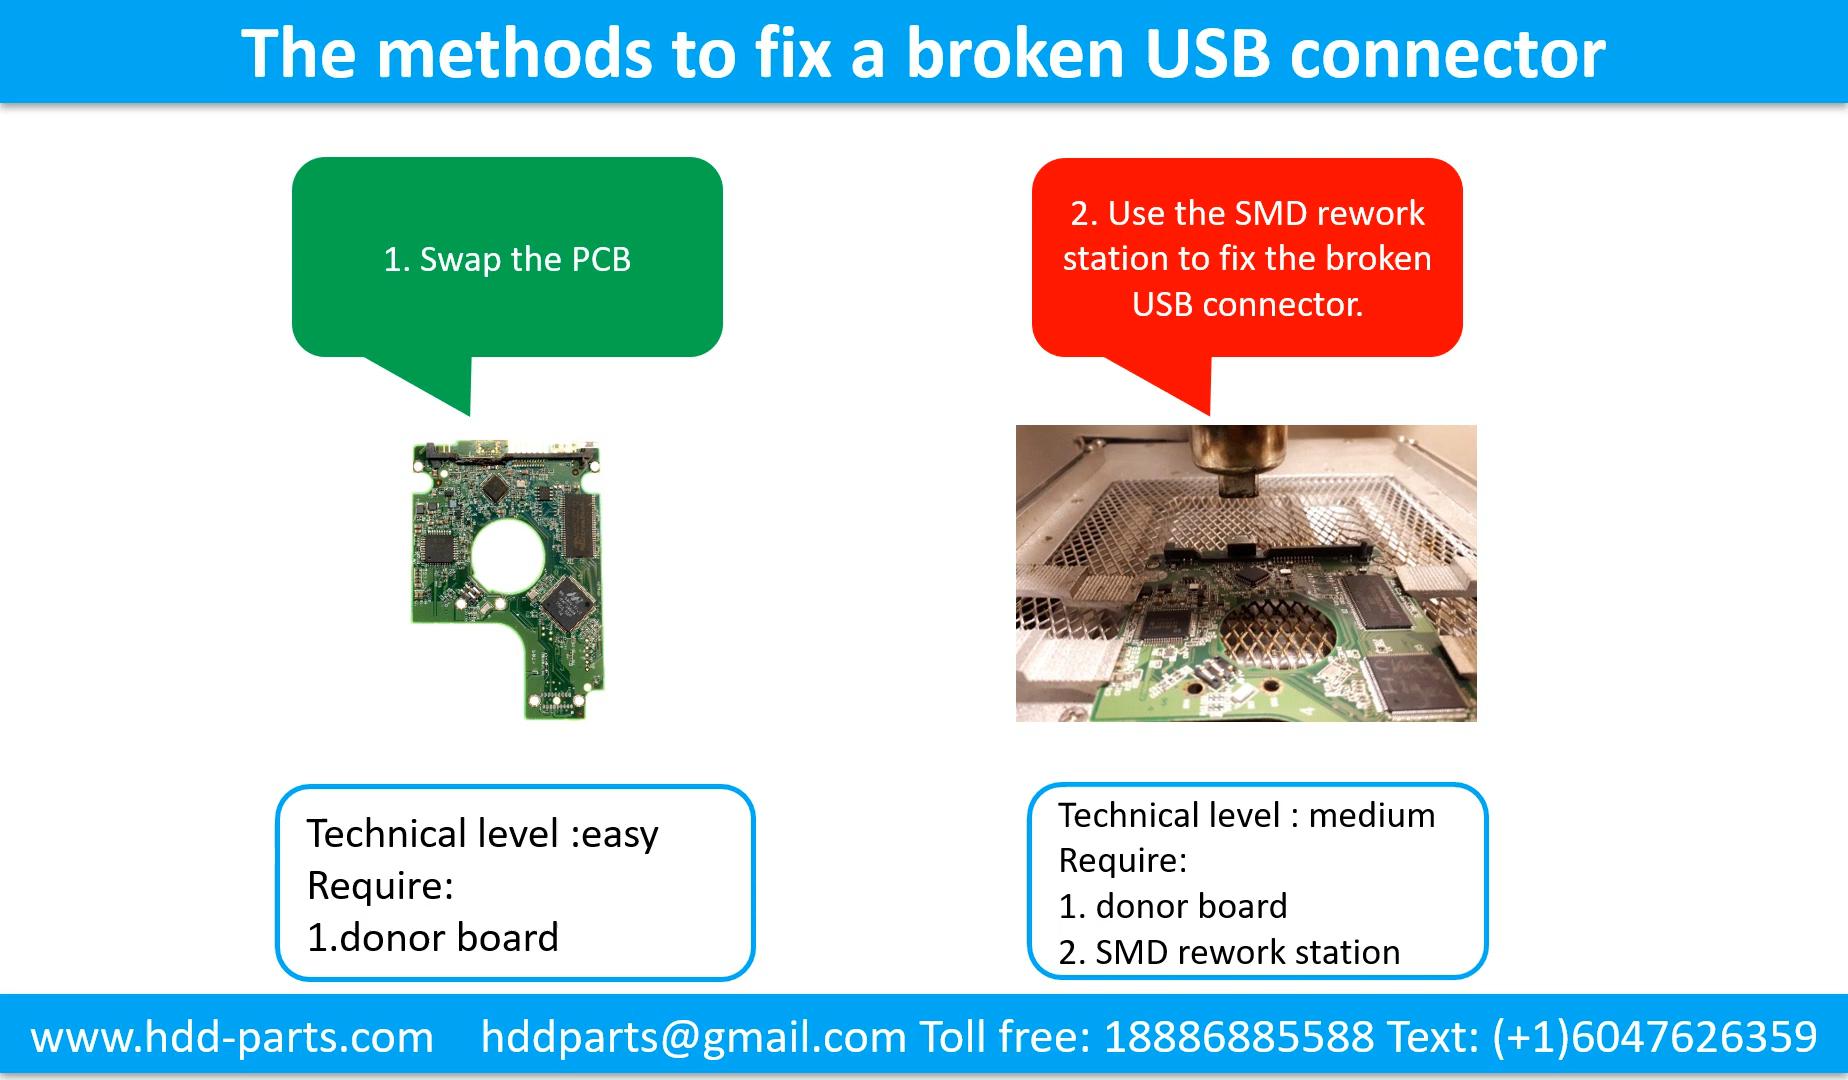 The methods to fix a broken USB connector
1. Swap the PCB
2. Use the SMD rework
station to fix the broken
USB connector.
Technical level :easy
Require:
1.donor board
Technical level : medium
Require:
1. donor board
2. SMD rework station
www.hdd-parts.com hddparts@gmail.com Toll free: 18886885588 Text: (+1)6047626359